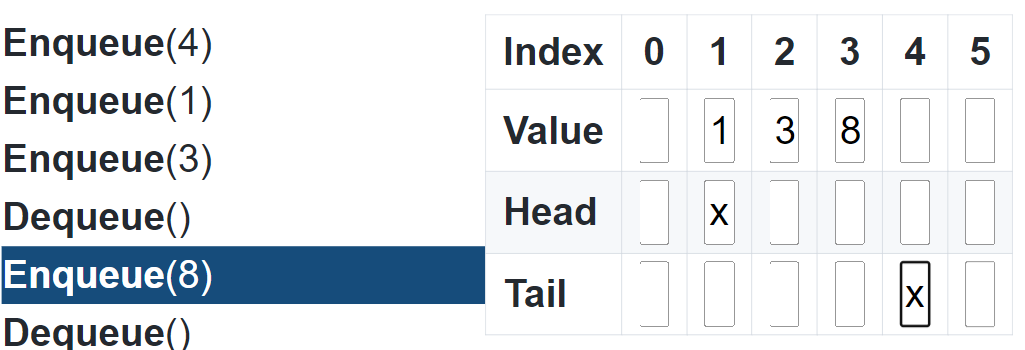 Enqueue(4)
Enqueue(1)
Enqueue(3)
Dequeue()
Enqueue(8)
Dequeue()
Index 0 1 2 3 4 5
Value 1 3 8
Head x
Tail x